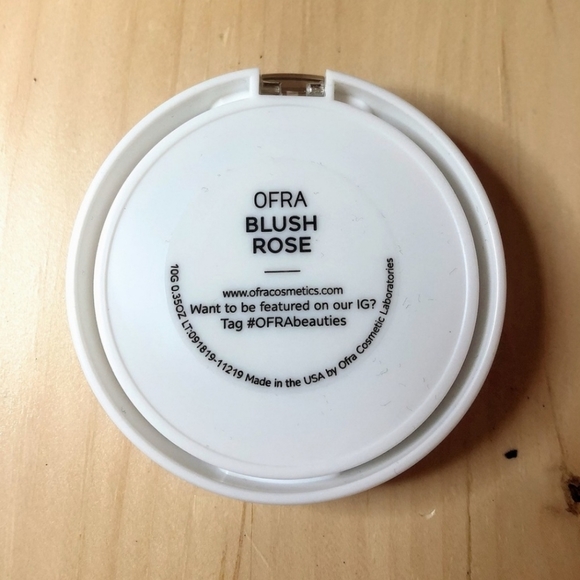 OFRA
BLUSH
ROSE
www.ofracosmetics.com
Want to be featured on our IG?
Tag #OFRAbeauties
10G 0.35OZ LT:091819-11219 Made in the USA by Ofra Cosmetic Laboratories